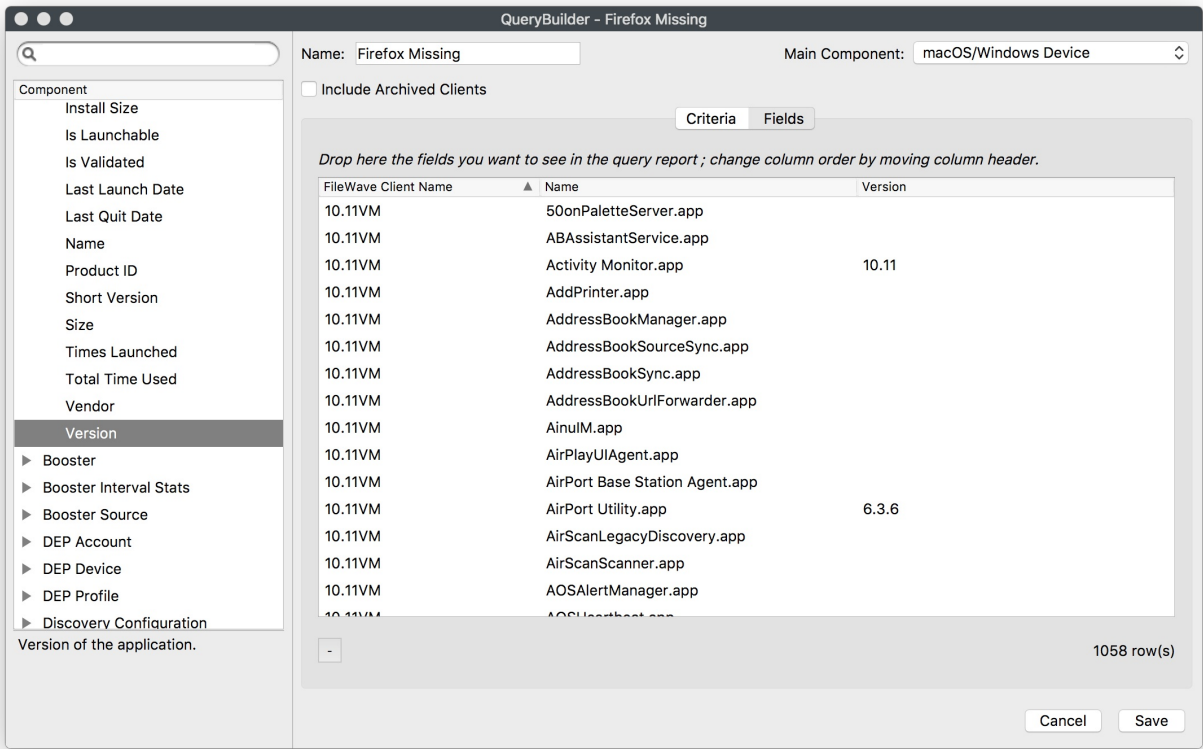 QueryBuilder - Firefox Missing
Name: Firefox Missing
Main Component: macOS/Windows Device
Include Archived Clients
Component
Install Size
Is Launchable
Is Validated
Last Launch Date
Last Quit Date
Name
Product ID
Short Version
Size
Times Launched
Total Time Used
Vendor
Version
Booster
Booster Interval Stats
Booster Source
DEP Account
DEP Device
DEP Profile
Discovery Configuration
Version of the application.
Criteria Fields
Drop here the fields you want to see in the query report ; change column order by moving column header.
FileWave Client Name Name Version
10.11VM 50onPaletteServer.app
10.11VM ABAssistantService.app
10.11VM Activity Monitor.app 10.11
10.11VM AddPrinter.app
10.11VM AddressBookManager.app
10.11VM AddressBookSourceSync.app
10.11VM AddressBookSync.app
10.11VM AddressBookUrlForwarder.app
10.11VM AinuIM.app
10.11VM AirPlayUIAgent.app
10.11VM AirPort Base Station Agent.app
10.11VM AirPort Utility.app 6.3.6
10.11VM AirScanLegacyDiscovery.app
10.11VM AirScanScanner.app
10.11VM AOSAlertManager.app
10.11VM AOSHeartbeat.app
-
1058 row(s)
Cancel Save